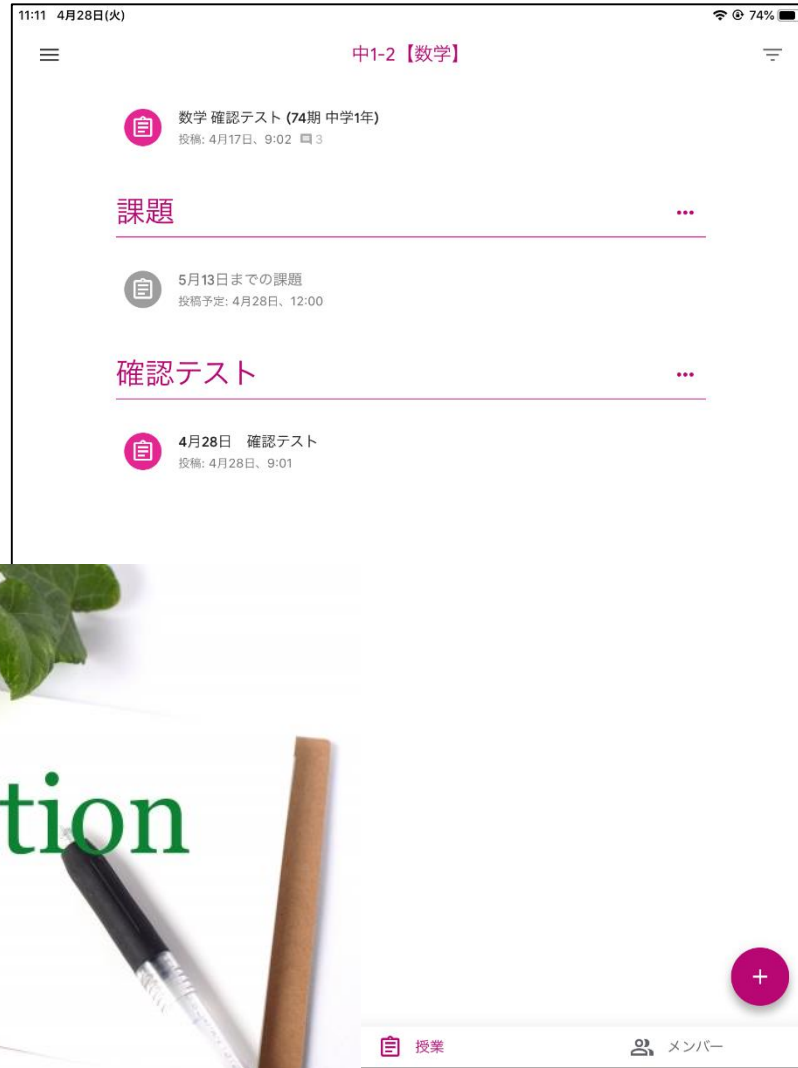 11:11 4月28日(火)
74%
中1-2【数学】
数学 確認テスト (74期 中学1年)
投稿: 4月17日、9:02 3
課題
5月13日までの課題
投稿予定: 4月28日、12:00
確認テスト
4月28日　確認テスト
投稿: 4月28日、9:01
tion
授業
メンバー